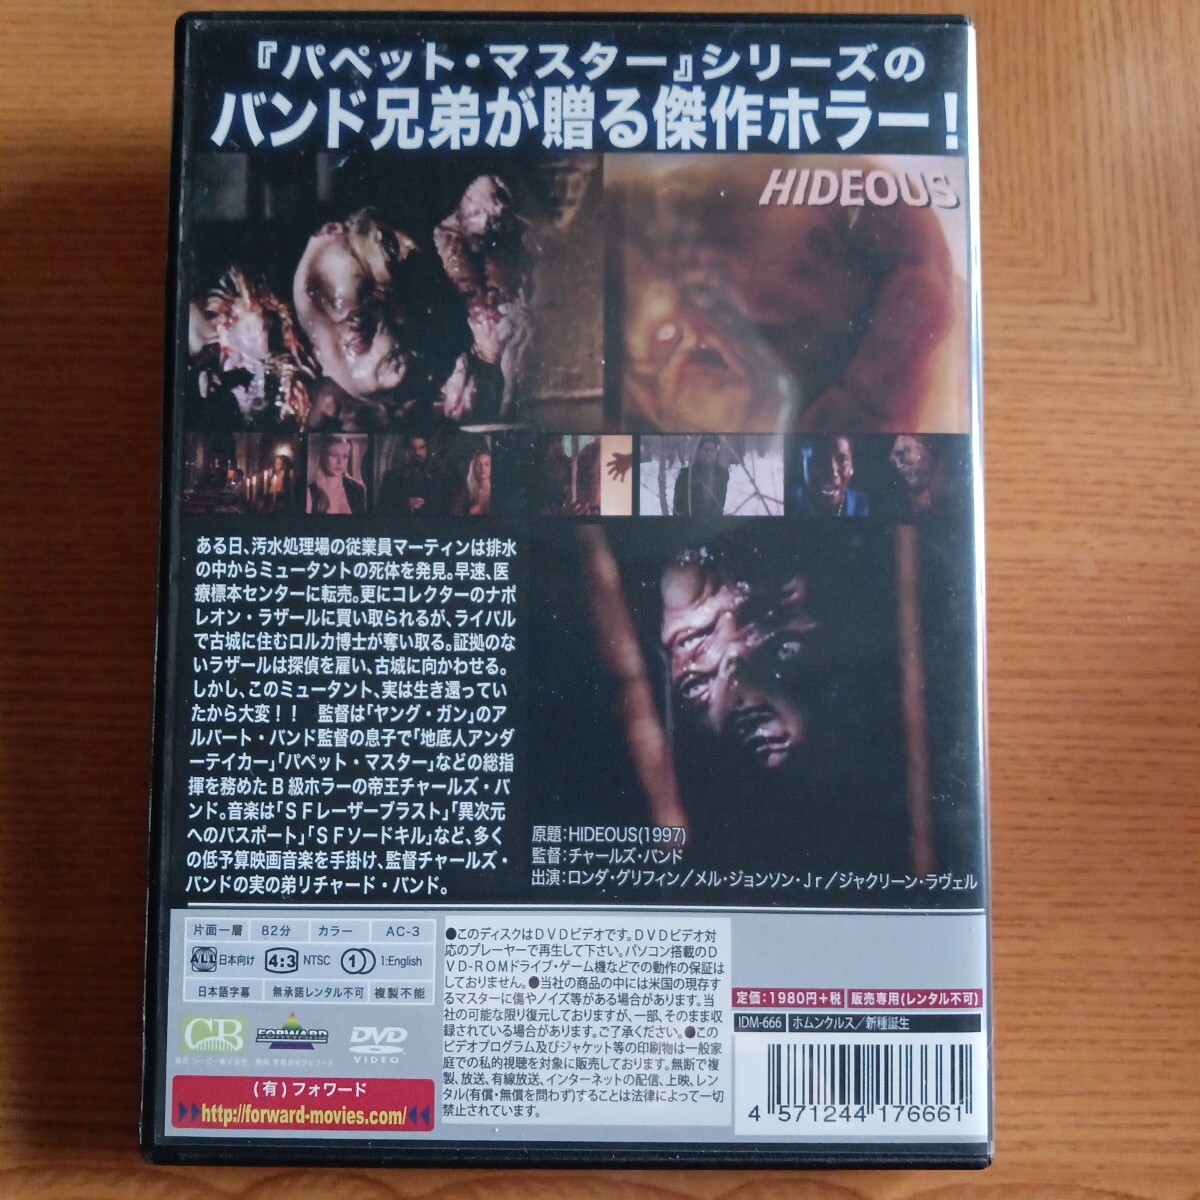 『パペット・マスター』シリーズの
バンド兄弟が贈る傑作ホラー!
HIDEOUS
ある日、汚水処理場の従業員マーティンは排水
の中からミュータントの死体を発見。早速、医
療標本センターに転売。更にコレクターのナポ
レオン・ラザールに買い取られるが、ライバル
で古城に住むロルカ博士が奪い取る。証拠のな
いラザールは探偵を雇い、古城に向かわせる。
しかし、このミュータント、実は生き還ってい
たから大変!! 監督は「ヤング・ガン」のア
ルバート・バンド監督の息子で「地底人アンダ
ーテイカー」「パペット・マスター」などの総指
揮を務めたB級ホラーの帝王チャールズ・バ
ンド。音楽は「SFレーザーブラスト」「異次元
へのパスポート」「SFソードキル」など、多く
の低予算映画音楽を手掛け、監督チャールズ・
バンドの実の弟リチャード・バンド。
原題:HIDEOUS(1997)
監督:チャールズ・バンド
出演:ロンダ・グリフィン/メル・ジョンソン・Jr/ジャクリーン・ラヴェル
片面一層 82分 カラー AC-3
ALL 日本向け 4:3 NTSC 1 1:English
日本語字幕 無承諾レンタル不可 複製不能
CB FORWARD DVD VIDEO
販売 シービー株式会社 発売 有限会社フォワード
(有)フォワード
http://forward-movies.com/
●このディスクはDVDビデオです。DVDビデオ対
応のプレーヤーで再生して下さい。パソコン搭載のD
VD-ROMドライブ・ゲーム機などでの動作の保証は
しておりません。●当社の商品の中には米国の現存す
るマスターに傷やノイズ等がある場合があります。当
社の可能な限り復元しておりますが、一部、そのまま収
録されている場合があります。ご了承ください。●この
ビデオプログラム及びジャケット等の印刷物は一般家
庭での私的視聴を対象に販売しております。無断で複
製、放送、有線放送、インターネットの配信、上映、レン
タル(有償・無償を問わず)することは法律によって一切
禁止されています。
定価:1980円+税 販売専用(レンタル不可)
IDM-666 ホムンクルス/新種誕生
4 571244 176661